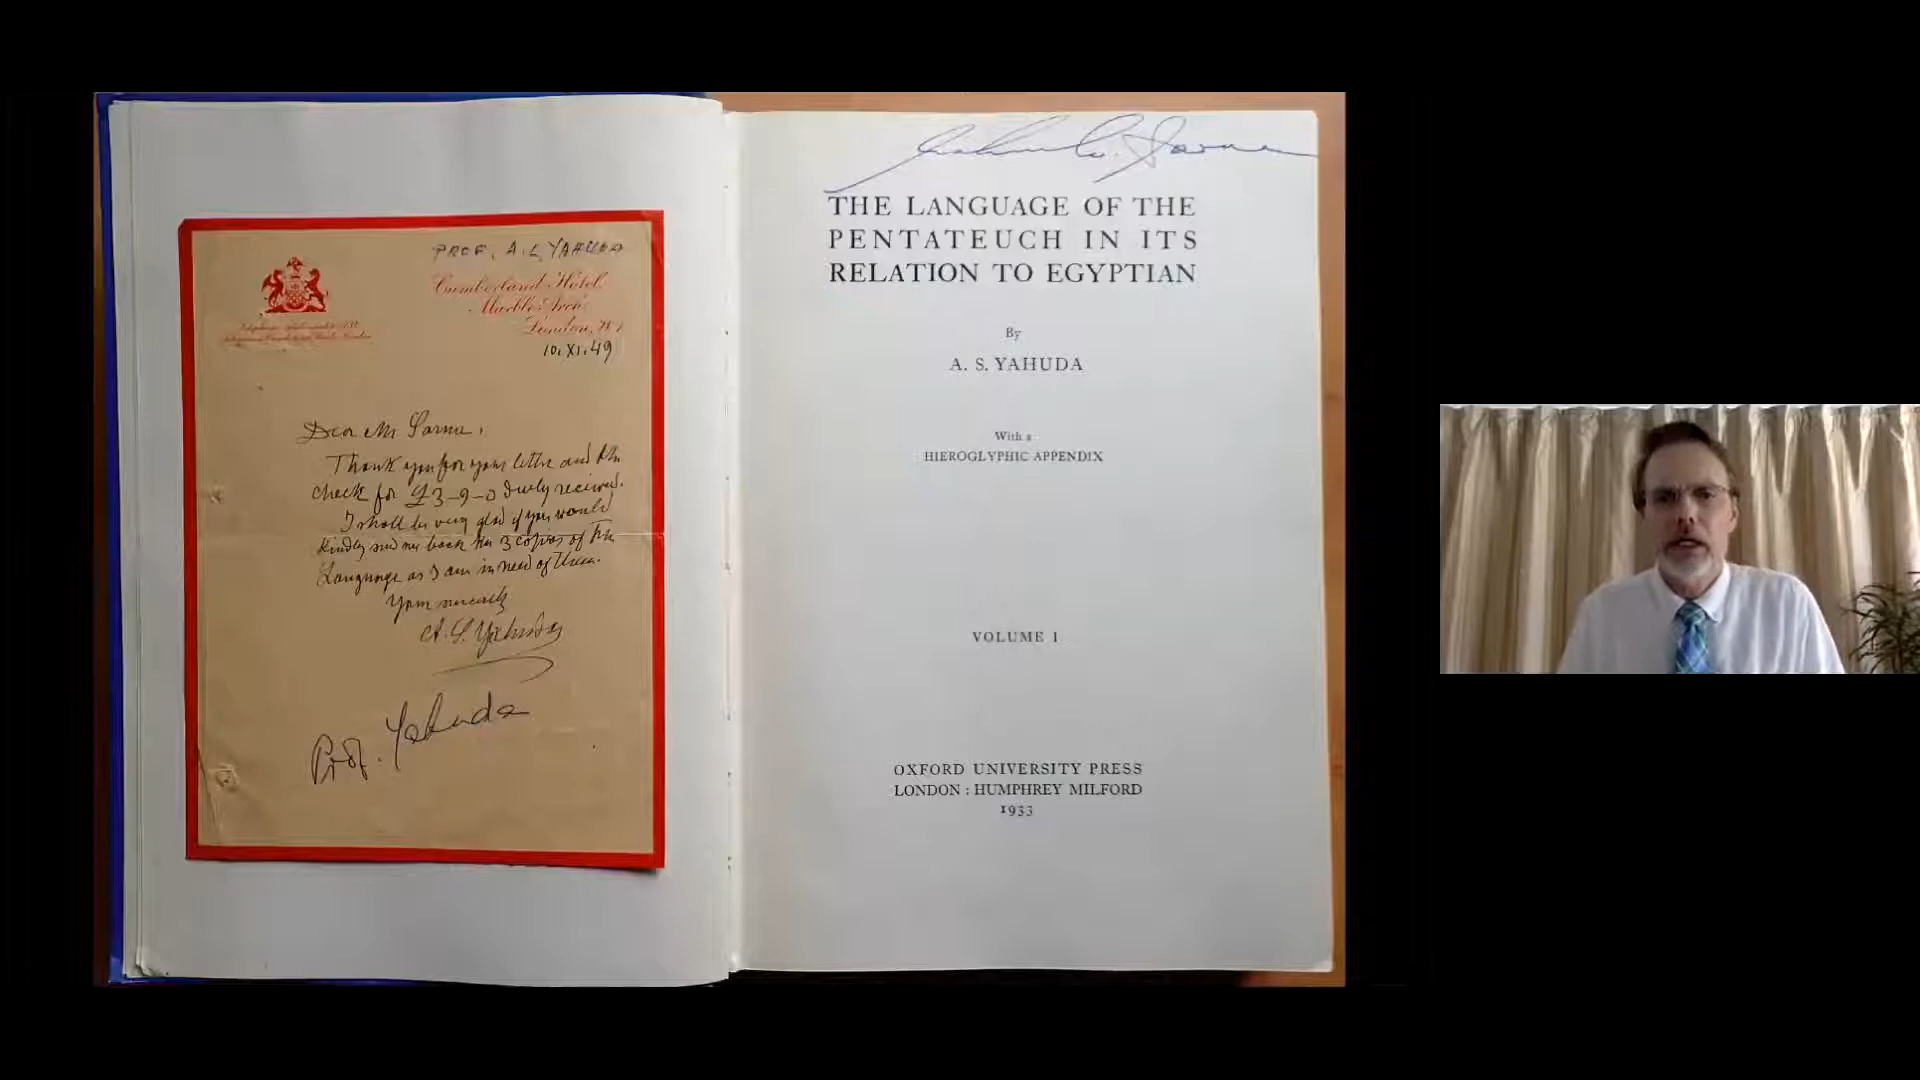 PROF. A. S. YAHUDA
Cumberland Hotel,
Marble Arch,
London, W.1
10.XI.49
Dear Mr Sarna,
Thank you for your letter and the
check for £3-9-0 duly received.
I shall be very glad if you would
kindly send me back the 3 copies of the
Language as I am in need of them.
Yours sincerely
A. S. Yahuda
Prof. Yahuda
Sarna
THE LANGUAGE OF THE
PENTATEUCH IN ITS
RELATION TO EGYPTIAN
By
A. S. YAHUDA
With a
HIEROGLYPHIC APPENDIX
VOLUME I
OXFORD UNIVERSITY PRESS
LONDON : HUMPHREY MILFORD
1933